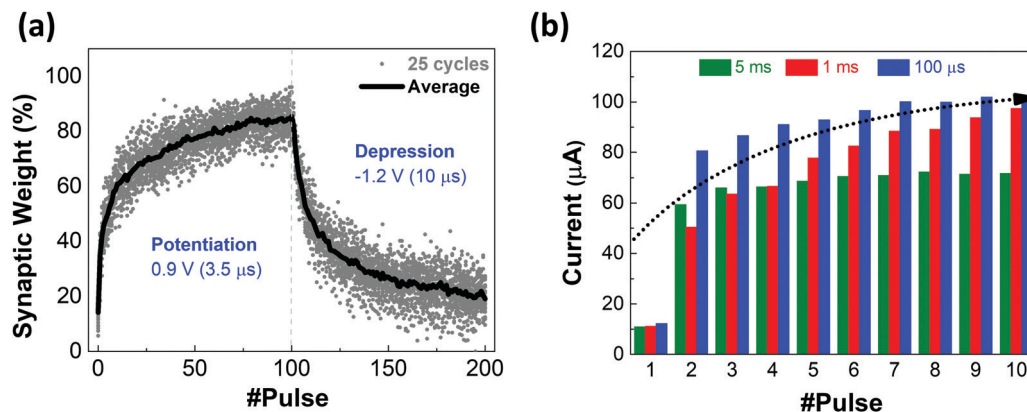 (a)
Synaptic Weight (%)
100
80
60
40
20
0
25 cycles
Average
Depression
-1.2 V (10 μs)
Potentiation
0.9 V (3.5 μs)
0 50 100 150 200
#Pulse
(b)
Current (μA)
120
100
80
60
40
20
0
5 ms 1 ms 100 μs
1 2 3 4 5 6 7 8 9 10
#Pulse